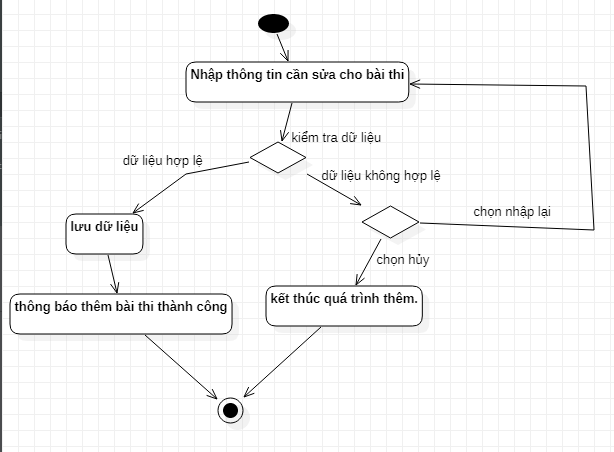 Nhập thông tin cần sửa cho bài thi
kiểm tra dữ liệu
dữ liệu hợp lệ
dữ liệu không hợp lệ
chọn nhập lại
lưu dữ liệu
chọn hủy
kết thúc quá trình thêm.
thông báo thêm bài thi thành công